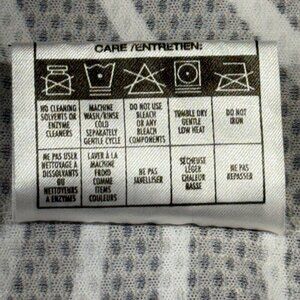 CARE/ENTRETIEN:
NO CLEANING
SOLVENTS OR
ENZYME
CLEANERS
MACHINE
WASH/RINSE
COLD
SEPARATELY
GENTLE CYCLE
DO NOT USE
BLEACH
OR ANY
BLEACH
COMPONENTS
TUMBLE DRY
GENTLE
LOW HEAT
DO NOT
IRON
NE PAS USER
NETTOYAGE A
DISSOLVANTS
OU
NETTOYEURS
A ENZYMES
LAVER À LA
MACHINE
FROID
COMME
ITEMS
COULEURS
NE PAS
JAVELLISER
SÉCHEUSE
LÉGER
CHALEUR
BASSE
NE PAS
REPASSER